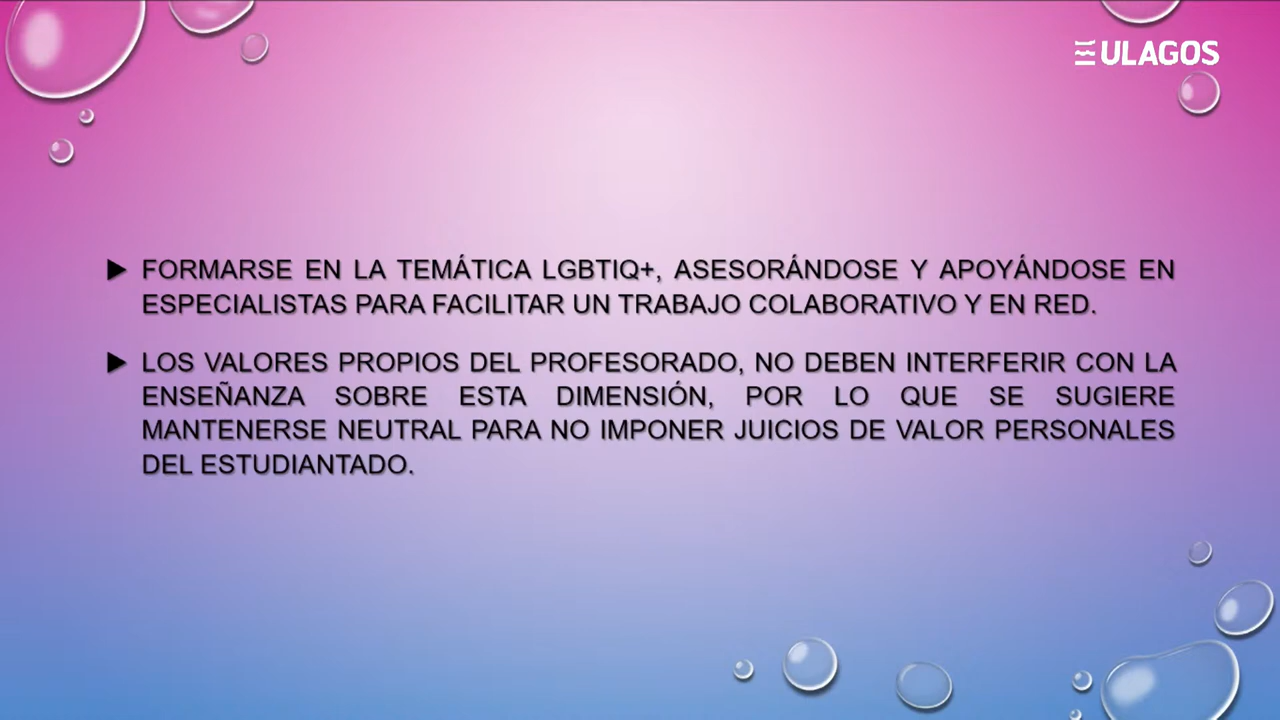 ULAGOS
FORMARSE EN LA TEMÁTICA LGBTIQ+, ASESORÁNDOSE Y APOYÁNDOSE EN
ESPECIALISTAS PARA FACILITAR UN TRABAJO COLABORATIVO Y EN RED.
LOS VALORES PROPIOS DEL PROFESORADO, NO DEBEN INTERFERIR CON LA
ENSEÑANZA SOBRE ESTA DIMENSIÓN, POR LO QUE SE SUGIERE
MANTENERSE NEUTRAL PARA NO IMPONER JUICIOS DE VALOR PERSONALES
DEL ESTUDIANTADO.